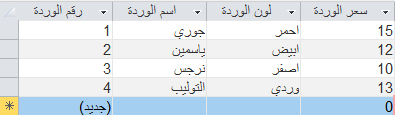 رقم الوردة اسم الوردة لون الوردة سعر الوردة
1 جوري احمر 15
2 ياسمين ابيض 12
3 نرجس اصفر 10
4 التوليب وردي 13
(جديد) 0